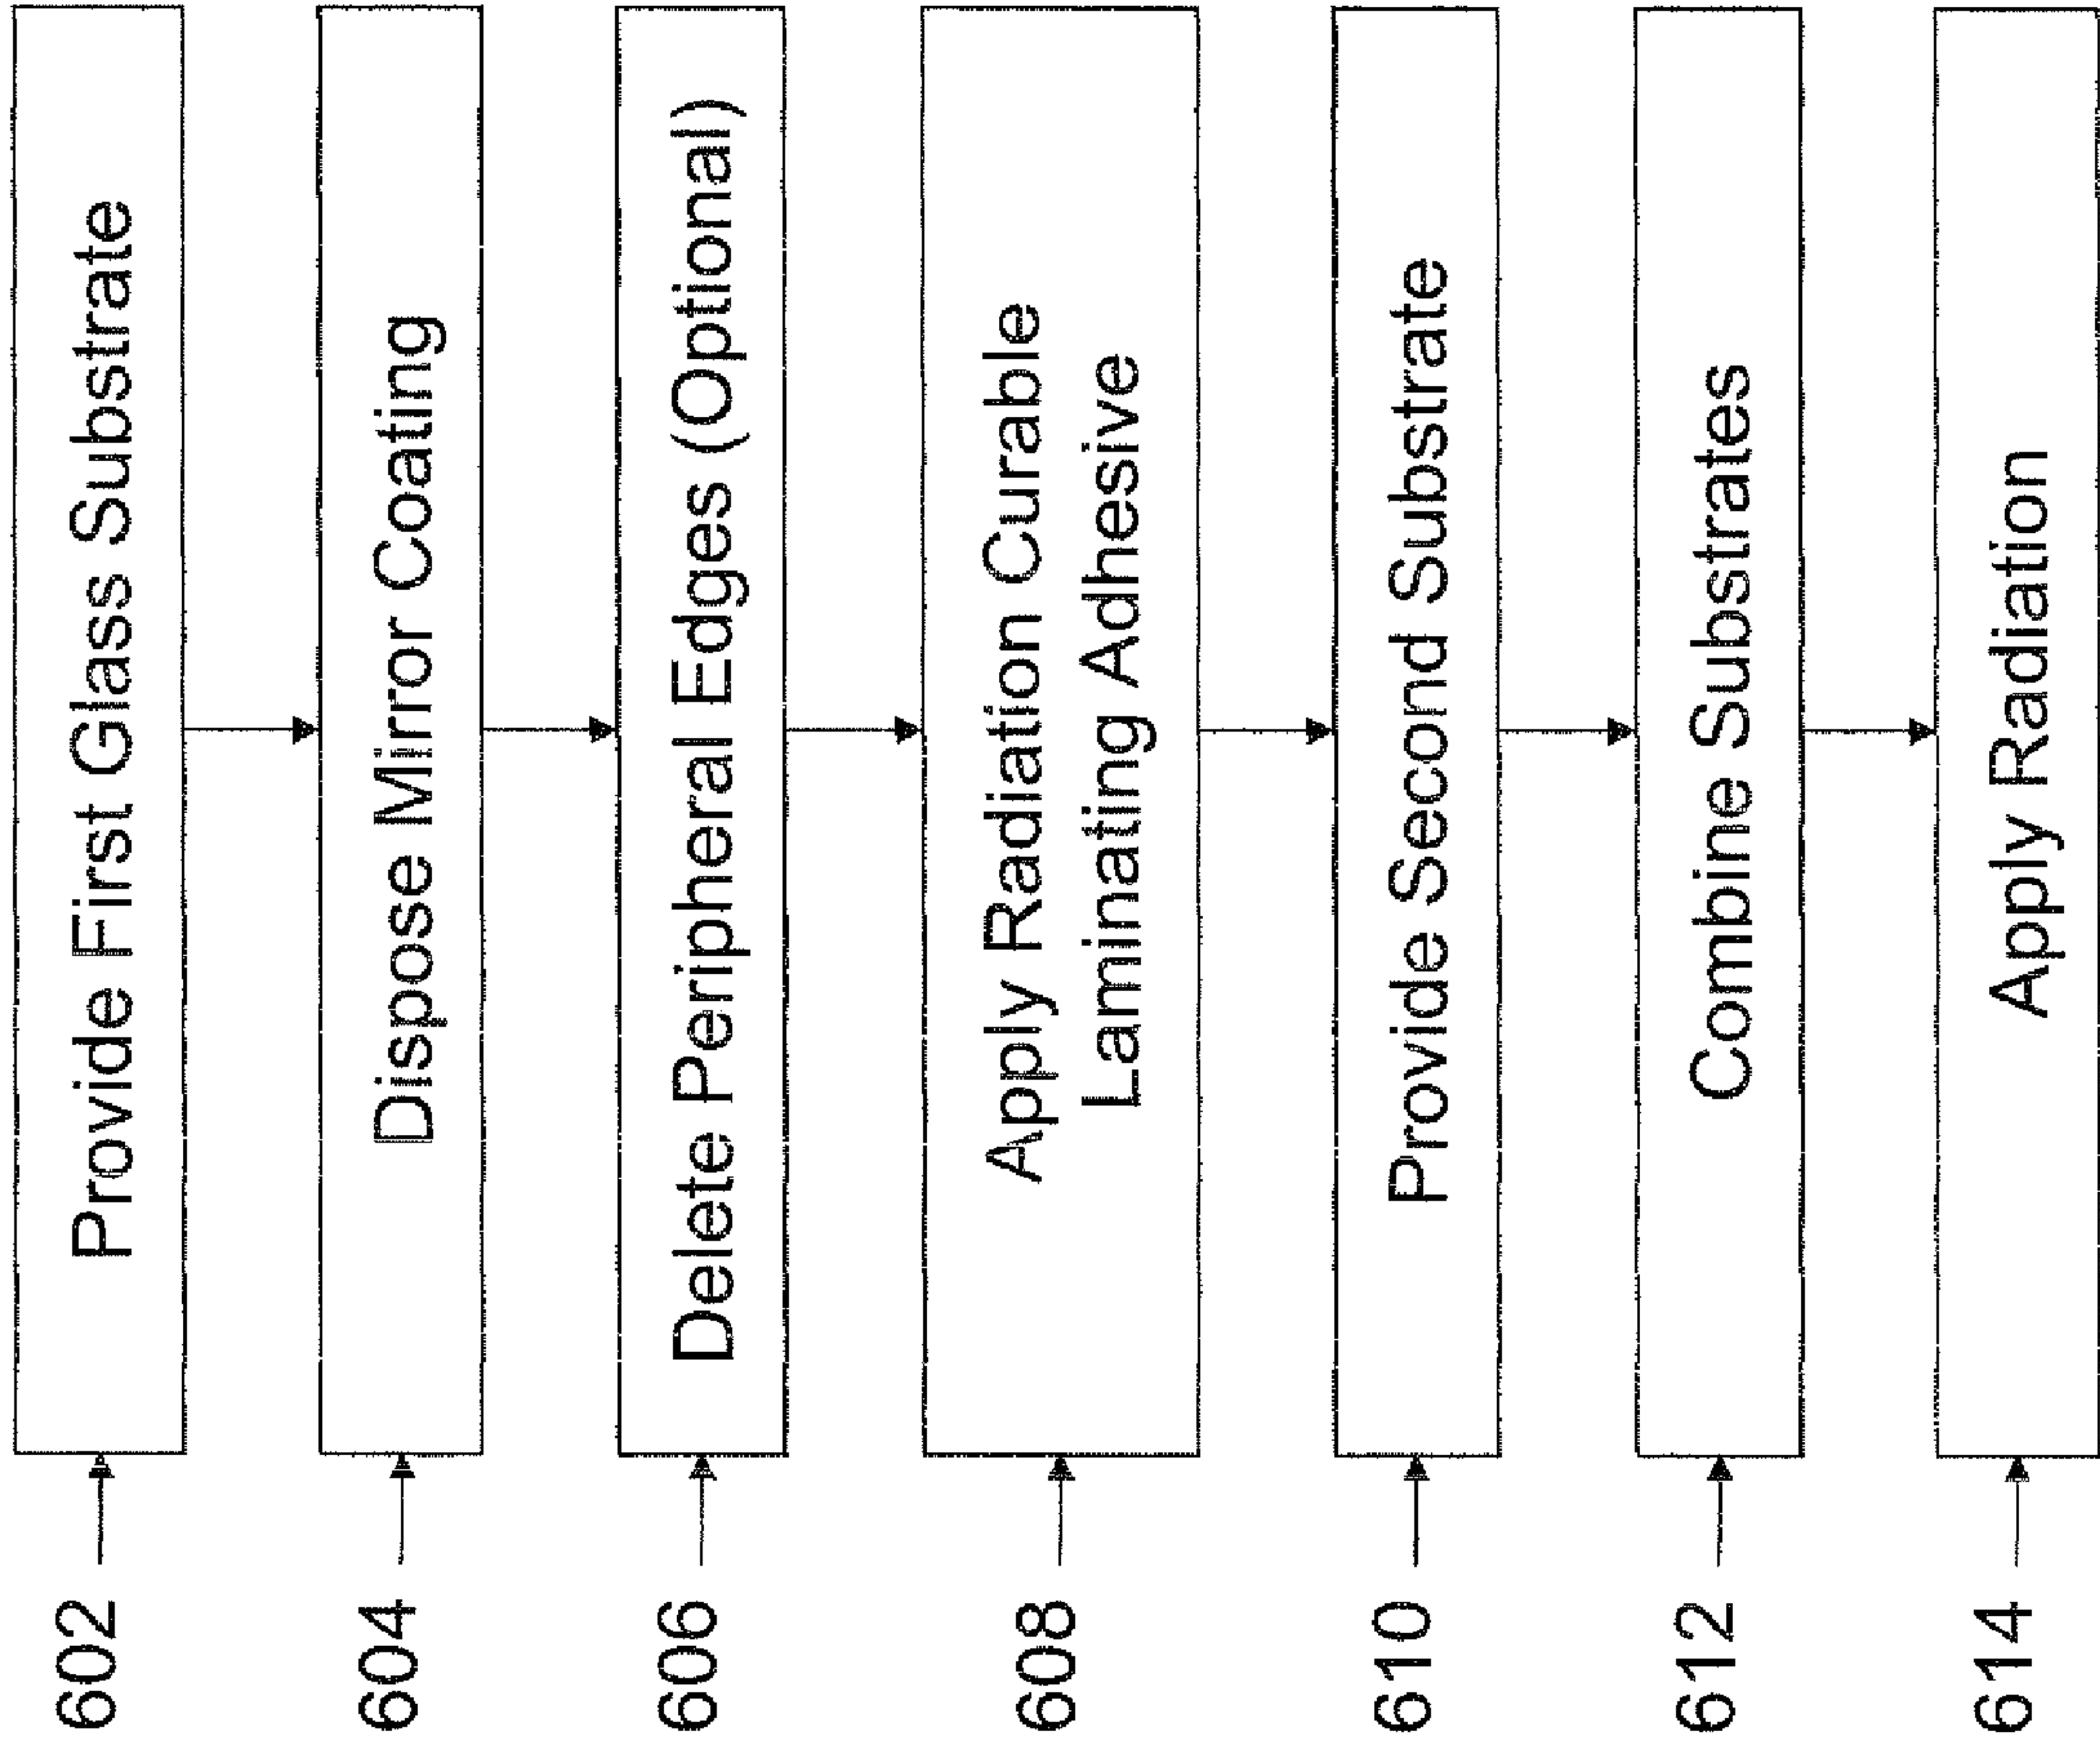 602
Provide First Glass Substrate
604
Dispose Mirror Coating
606
Delete Peripheral Edges (Optional)
608
Apply Radiation Curable
Laminating Adhesive
610
Provide Second Substrate
612
Combine Substrates
614
Apply Radiation